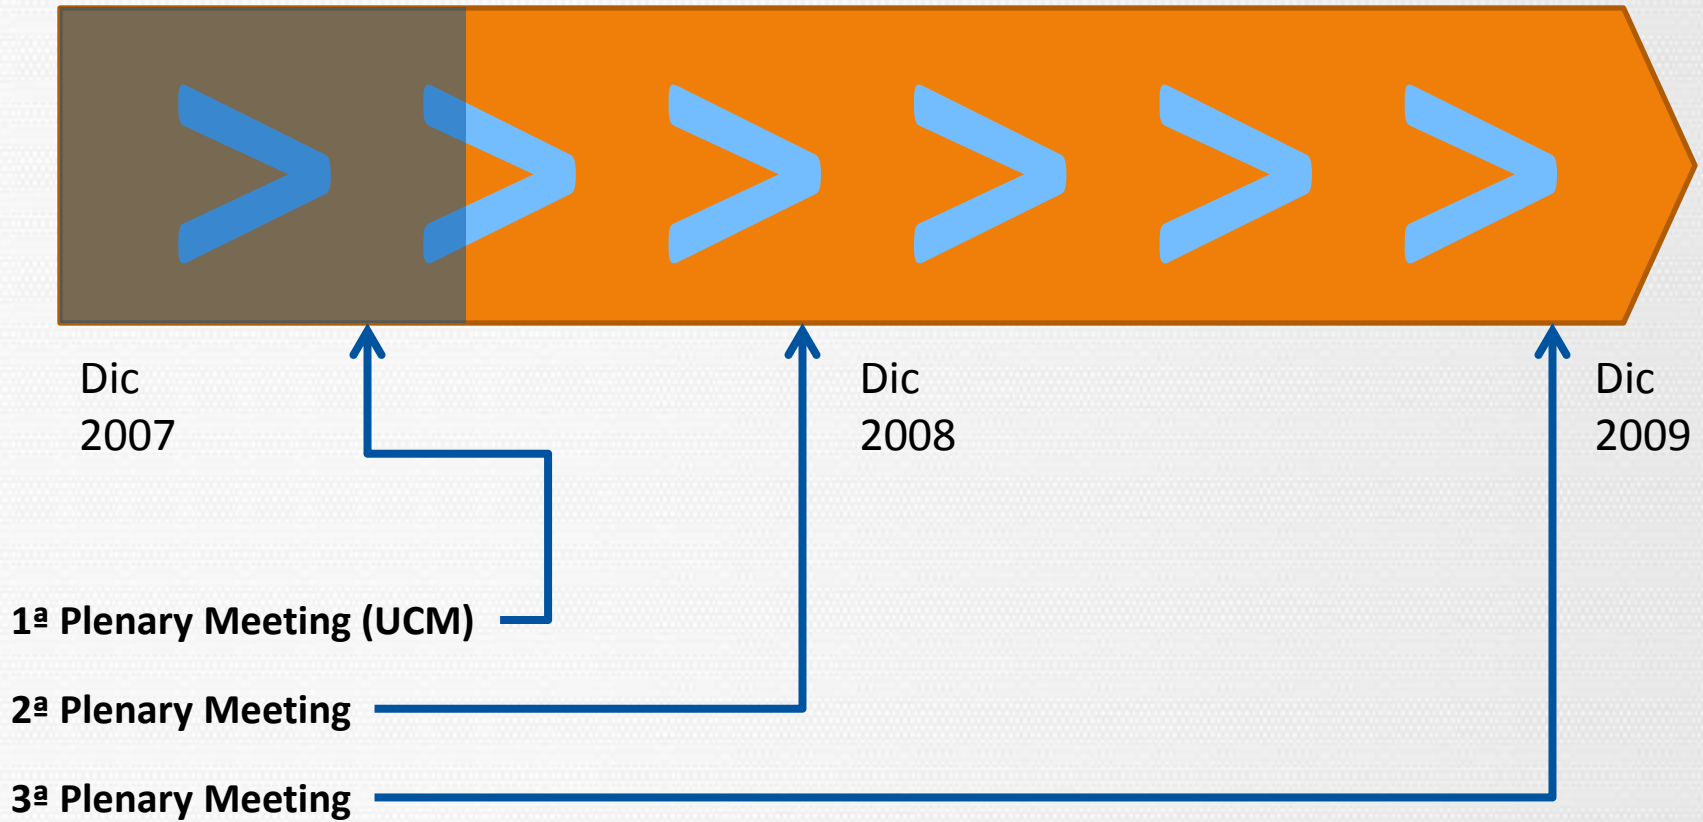 > > > > > >
Dic
2007
Dic
2008
Dic
2009
1ª Plenary Meeting (UCM)
2ª Plenary Meeting
3ª Plenary Meeting